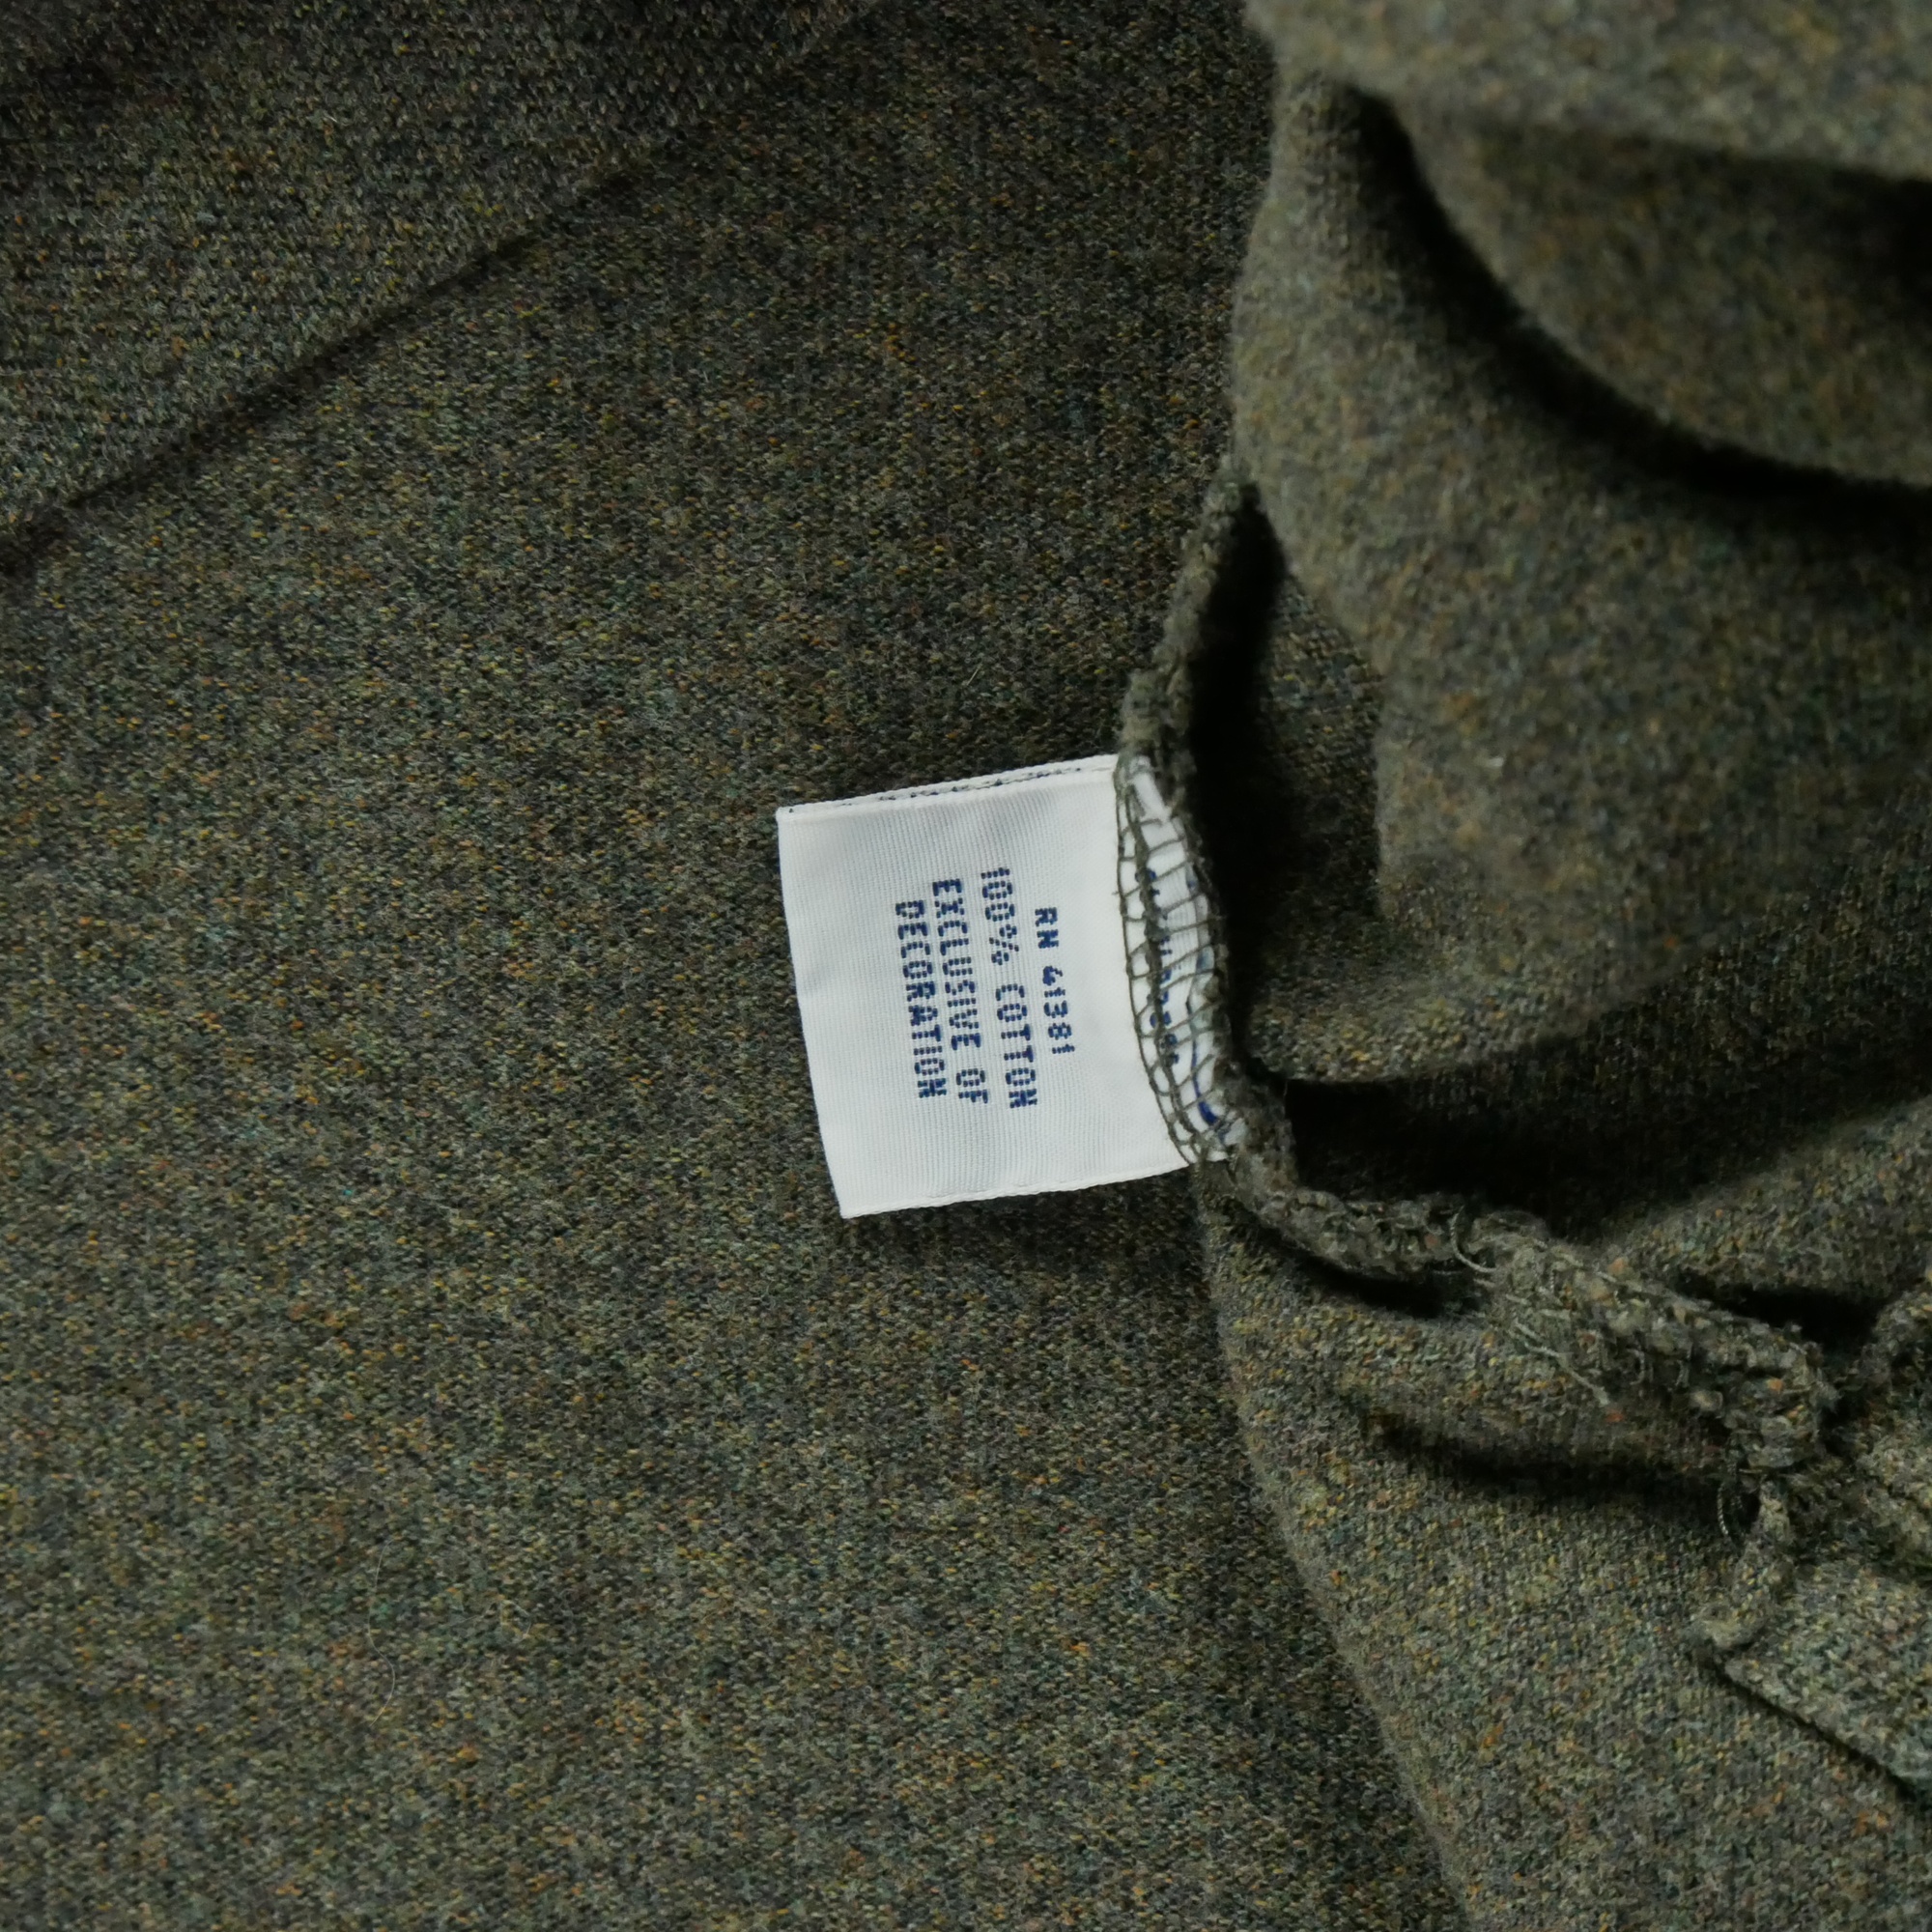 RN 41381
100% COTTON
EXCLUSIVE OF
DECORATION